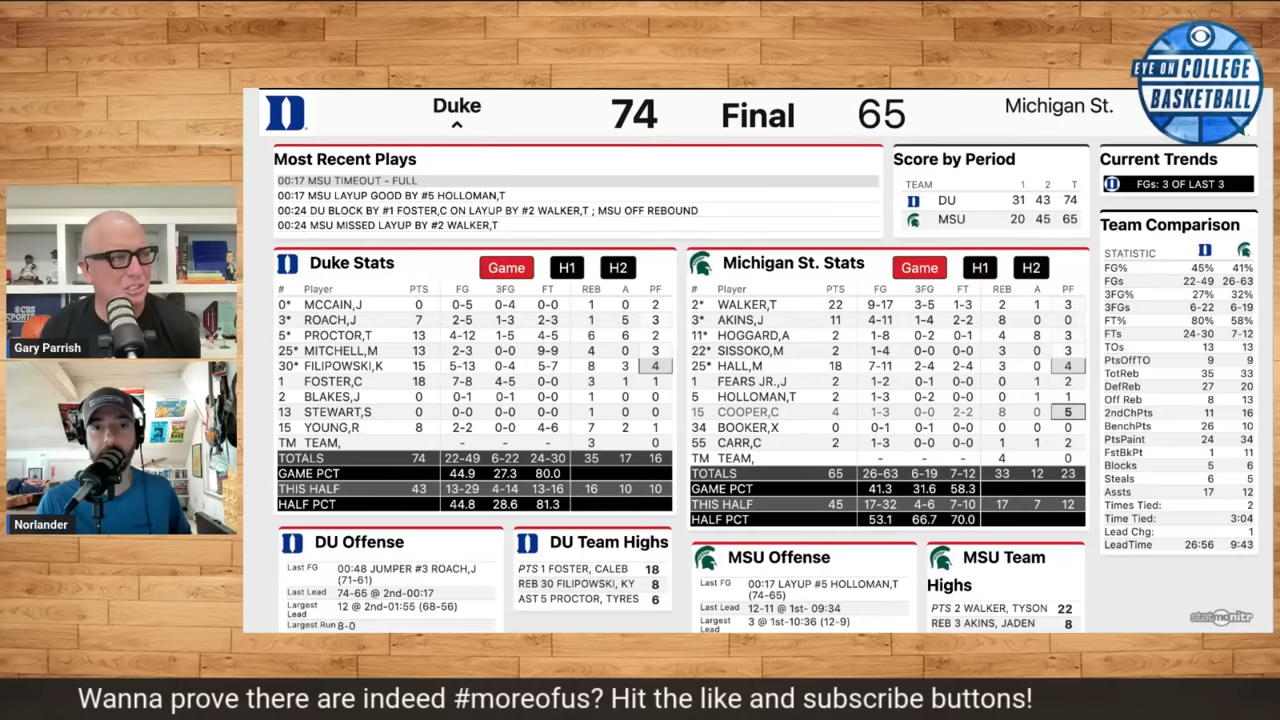 EYE ON COLLEGE
BASKETBALL
Duke 74 Final 65 Michigan St.
Most Recent Plays
00:17 MSU TIMEOUT - FULL
00:17 MSU LAYUP GOOD BY #5 HOLLOMAN,T
00:24 DU BLOCK BY #1 FOSTER,C ON LAYUP BY #2 WALKER,T ; MSU OFF REBOUND
00:24 MSU MISSED LAYUP BY #2 WALKER,T
Score by Period
TEAM 1 2 T
DU 31 43 74
MSU 20 45 65
Current Trends
FGs: 3 OF LAST 3
Duke Stats Game H1 H2
# Player PTS FG 3FG FT REB A PF
0* MCCAIN,J 0 0-5 0-4 0-0 1 0 2
3* ROACH,J 7 2-5 1-3 2-3 1 5 3
5* PROCTOR,T 13 4-12 1-5 4-5 6 6 2
25* MITCHELL,M 13 2-3 0-0 9-9 4 0 3
30* FILIPOWSKI,K 15 5-13 0-4 5-7 8 3 4
1 FOSTER,C 18 7-8 4-5 0-0 3 1 1
2 BLAKES,J 0 0-1 0-1 0-0 1 0 0
13 STEWART,S 0 0-0 0-0 0-0 1 0 0
15 YOUNG,R 8 2-2 0-0 4-6 7 2 1
TM TEAM, - - - 3 0
TOTALS 74 22-49 6-22 24-30 35 17 16
GAME PCT 44.9 27.3 80.0
THIS HALF 43 13-29 4-14 13-16 16 10 10
HALF PCT 44.8 28.6 81.3
Michigan St. Stats Game H1 H2
# Player PTS FG 3FG FT REB A PF
2* WALKER,T 22 9-17 3-5 1-3 2 1 3
3* AKINS,J 11 4-11 1-4 2-2 8 0 0
11* HOGGARD,A 2 1-8 0-2 0-1 4 8 3
22* SISSOKO,M 2 1-4 0-0 0-0 3 0 3
25* HALL,M 18 7-11 2-4 2-4 3 0 4
1 FEARS JR.,J 2 1-2 0-1 0-0 0 1 2
5 HOLLOMAN,T 2 1-3 0-2 0-0 0 1 1
15 COOPER,C 4 1-3 0-0 2-2 8 0 5
34 BOOKER,X 0 0-1 0-1 0-0 0 0 0
55 CARR,C 2 1-3 0-0 0-0 1 1 2
TM TEAM, - - - 4 0
TOTALS 65 26-63 6-19 7-12 33 12 23
GAME PCT 41.3 31.6 58.3
THIS HALF 45 17-32 4-6 7-10 17 7 12
HALF PCT 53.1 66.7 70.0
Team Comparison
STATISTIC
FG% 45% 41%
FGs 22-49 26-63
3FG% 27% 32%
3FGs 6-22 6-19
FT% 80% 58%
FTs 24-30 7-12
TOs 13 13
PtsOffTO 9 9
TotReb 35 33
DefReb 27 20
Off Reb 8 13
2ndChPts 11 16
BenchPts 26 10
PtsPaint 24 34
FstBkPt 1 11
Blocks 5 6
Steals 6 5
Assts 17 12
Times Tied: 2
Time Tied: 3:04
Lead Chg: 1
LeadTime 26:56 9:43
CBS
SPORTS
Gary Parrish
Norlander
DU Offense
Last FG 00:48 JUMPER #3 ROACH,J
(71-61)
Last Lead 74-65 @ 2nd-00:17
Largest Lead 12 @ 2nd-01:55 (68-56)
Largest Run 8-0
DU Team Highs
PTS 1 FOSTER, CALEB 18
REB 30 FILIPOWSKI, KY 8
AST 5 PROCTOR, TYRES 6
MSU Offense
Last FG 00:17 LAYUP #5 HOLLOMAN,T
(74-65)
Last Lead 12-11 @ 1st- 09:34
Largest Lead 3 @ 1st-10:36 (12-9)
MSU Team
Highs
PTS 2 WALKER, TYSON 22
REB 3 AKINS, JADEN 8
statmonitr
Wanna prove there are indeed #moreofus? Hit the like and subscribe buttons!